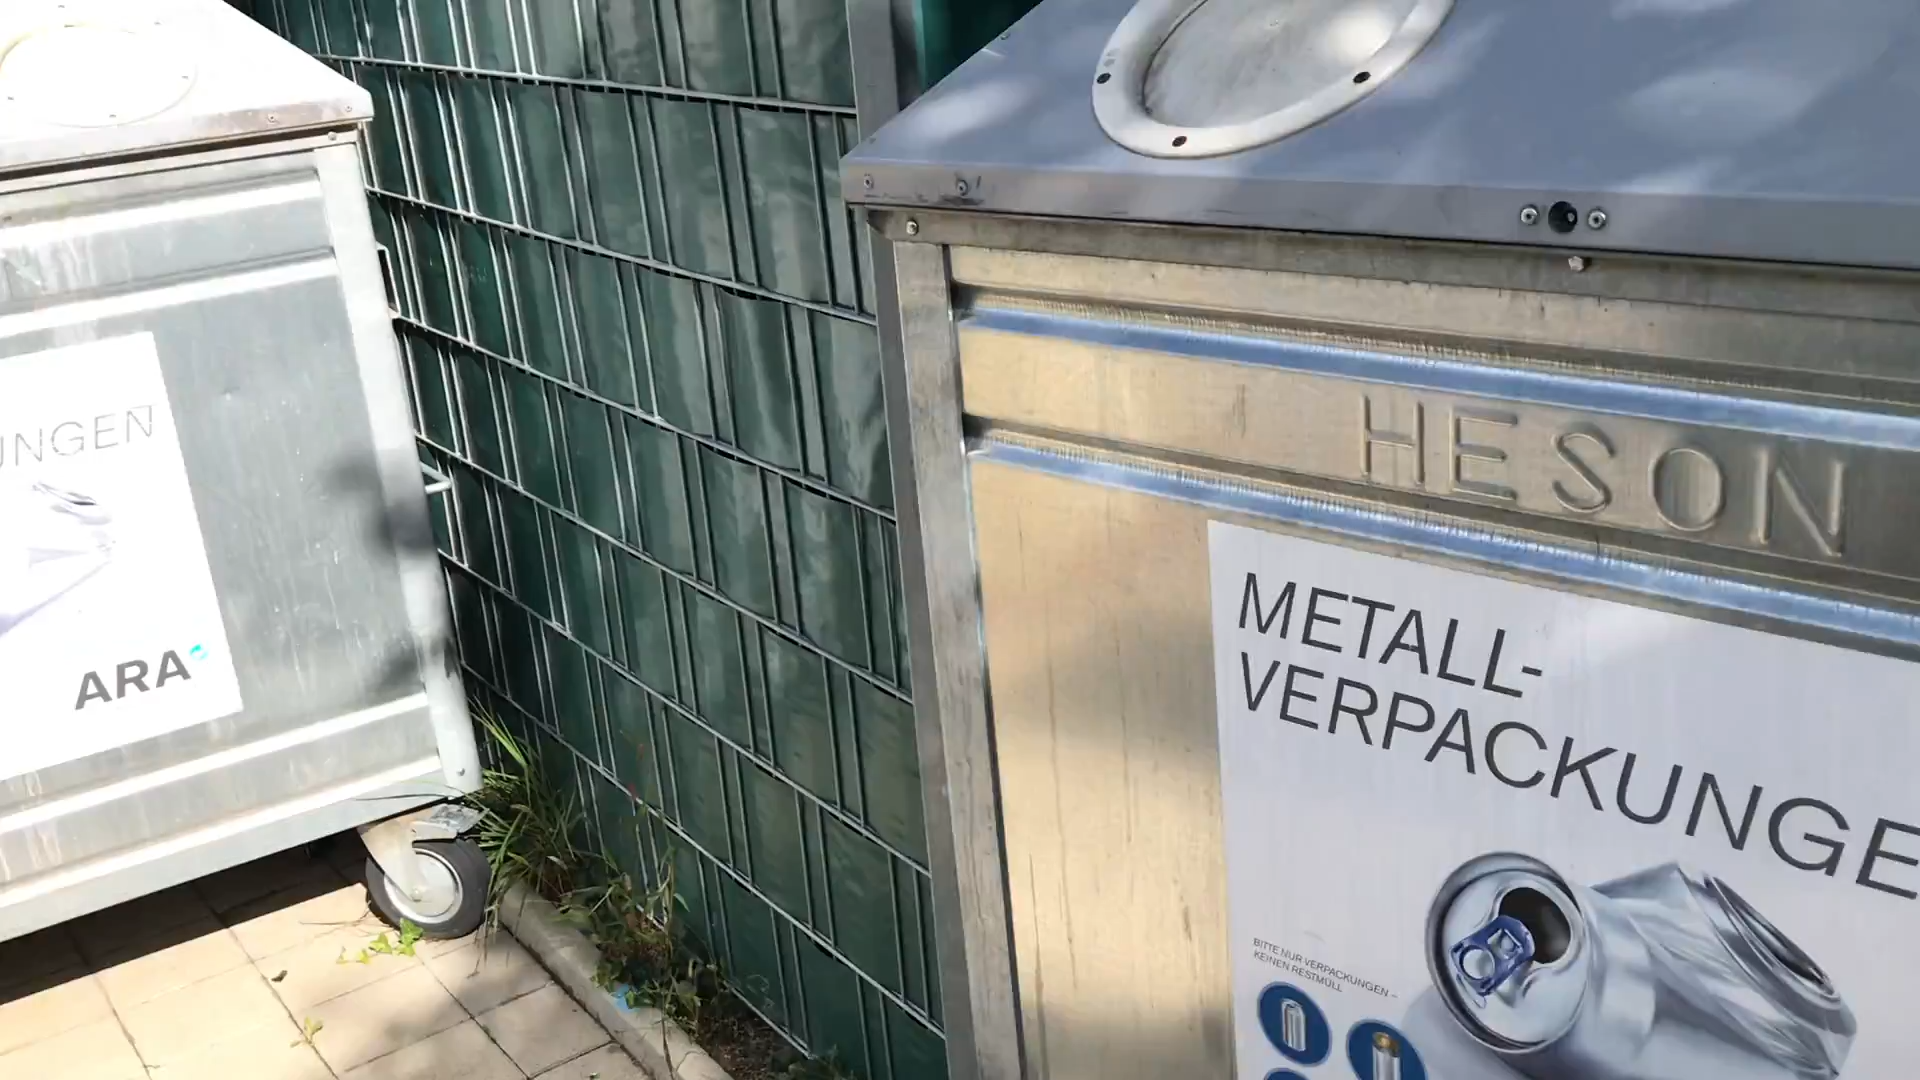 UNGEN
ARA
HESON
METALL-
VERPACKUNGE
BITTE NUR VERPACKUNGEN –
KEINEN RESTMÜLL